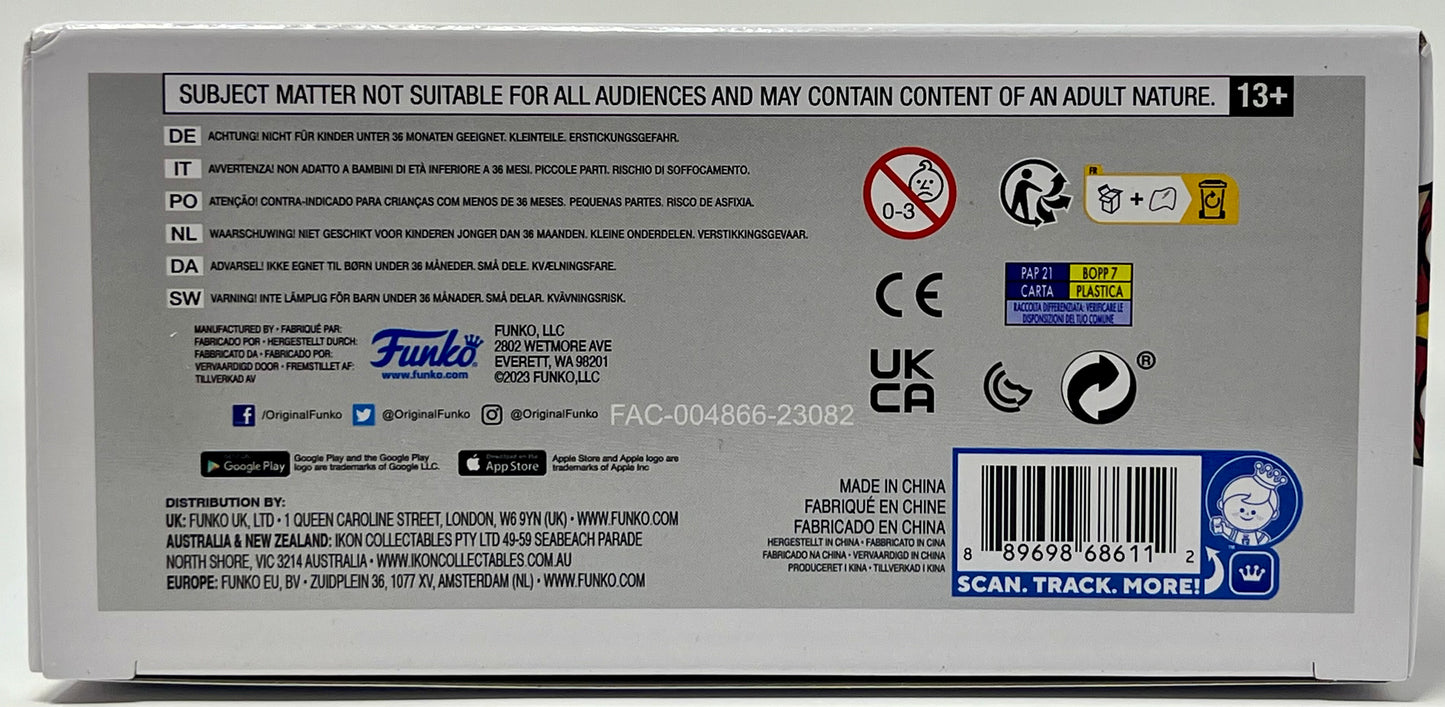 SUBJECT MATTER NOT SUITABLE FOR ALL AUDIENCES AND MAY CONTAIN CONTENT OF AN ADULT NATURE. 13+
DE ACHTUNG! NICHT FÜR KINDER UNTER 36 MONATEN GEEIGNET. KLEINTEILE. ERSTICKUNGSGEFAHR.
IT AVVERTENZA! NON ADATTO A BAMBINI DI ETÀ INFERIORE A 36 MESI. PICCOLE PARTI. RISCHIO DI SOFFOCAMENTO.
PO ATENÇÃO! CONTRA-INDICADO PARA CRIANÇAS COM MENOS DE 36 MESES. PEQUENAS PARTES. RISCO DE ASFIXIA.
NL WAARSCHUWING! NIET GESCHIKT VOOR KINDEREN JONGER DAN 36 MAANDEN. KLEINE ONDERDELEN. VERSTIKKINGSGEVAAR.
DA ADVARSEL! IKKE EGNET TIL BØRN UNDER 36 MÅNEDER. SMÅ DELE. KVÆLNINGSFARE.
SW VARNING! INTE LÄMPLIG FÖR BARN UNDER 36 MÅNADER. SMÅ DELAR. KVÄVNINGSRISK.
MANUFACTURED BY • FABRIQUÉ PAR:
FABRICADO POR • HERGESTELLT DURCH:
FABBRICATO DA • FABRICADO POR:
VERVAARDIGD DOOR • FREMSTILLET AF:
TILLVERKAD AV
Funko
www.funko.com
FUNKO, LLC
2802 WETMORE AVE
EVERETT, WA 98201
©2023 FUNKO,LLC
/OriginalFunko @OriginalFunko @OriginalFunko
FAC-004866-23082
Google Play
Google Play and the Google Play
logo are trademarks of Google LLC.
App Store
Apple Store and Apple logo are
trademarks of Apple Inc
DISTRIBUTION BY:
UK: FUNKO UK, LTD • 1 QUEEN CAROLINE STREET, LONDON, W6 9YN (UK) • WWW.FUNKO.COM
AUSTRALIA & NEW ZEALAND: IKON COLLECTABLES PTY LTD 49-59 SEABEACH PARADE
NORTH SHORE, VIC 3214 AUSTRALIA • WWW.IKONCOLLECTABLES.COM.AU
EUROPE: FUNKO EU, BV • ZUIDPLEIN 36, 1077 XV, AMSTERDAM (NL) • WWW.FUNKO.COM
0-3
FR
+
CE
PAP 21 BOPP 7
CARTA PLASTICA
RACCOLTA DIFFERENZIATA: VERIFICARE LE
DISPOSIZIONI DEL TUO COMUNE
UK
CA
®
MADE IN CHINA
FABRIQUÉ EN CHINE
FABRICADO EN CHINA
HERGESTELLT IN CHINA • FABBRICATO IN CINA
FABRICADO NA CHINA • VERVAARDIGD IN CHINA
PRODUCERET I KINA • TILLVERKAD I KINA
8 89698 68611 2
SCAN. TRACK. MORE!
™